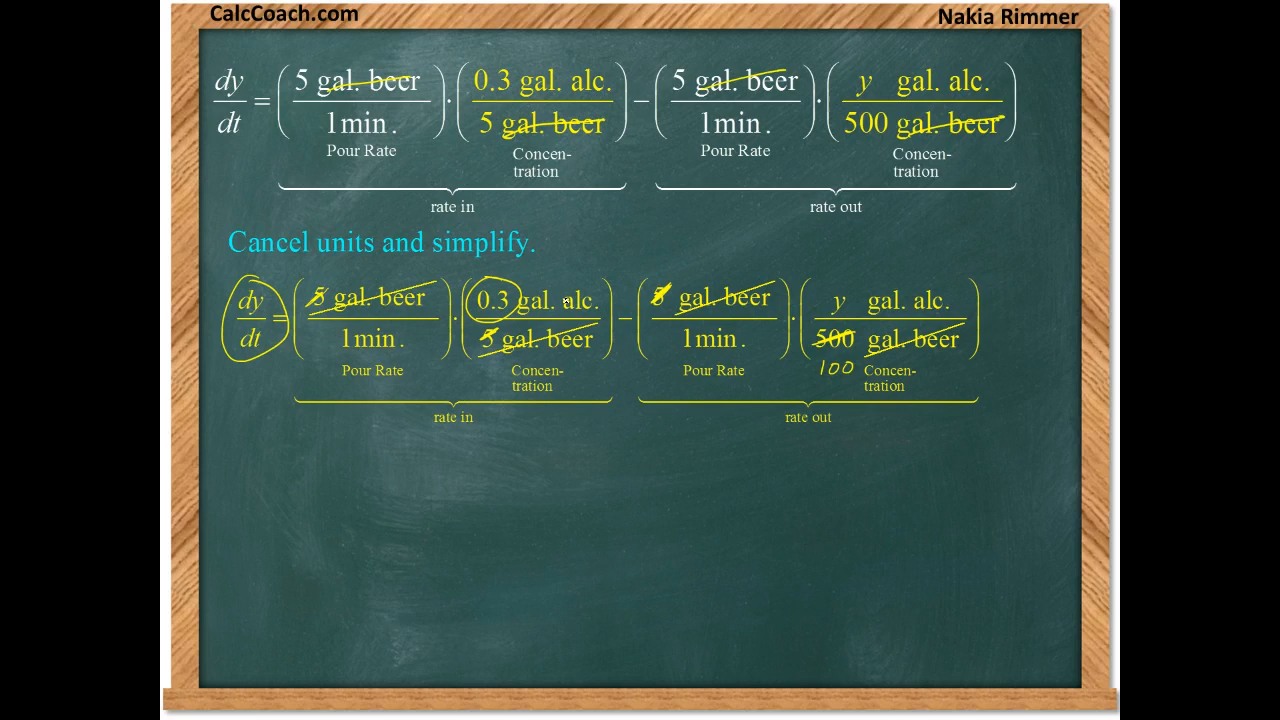 CalcCoach.com Nakia Rimmer
dy/dt = (5 gal. beer / 1 min.) · (0.3 gal. alc. / 5 gal. beer) − (5 gal. beer / 1 min.) · (y gal. alc. / 500 gal. beer)
Pour Rate Concen- Pour Rate Concen-
tration tration
rate in rate out
Cancel units and simplify.
dy/dt = (5 gal. beer / 1 min.) · (0.3 gal. alc. / 5 gal. beer) − (5 gal. beer / 1 min.) · (y gal. alc. / 500 gal. beer)
100
Pour Rate Concen- Pour Rate Concen-
tration tration
rate in rate out